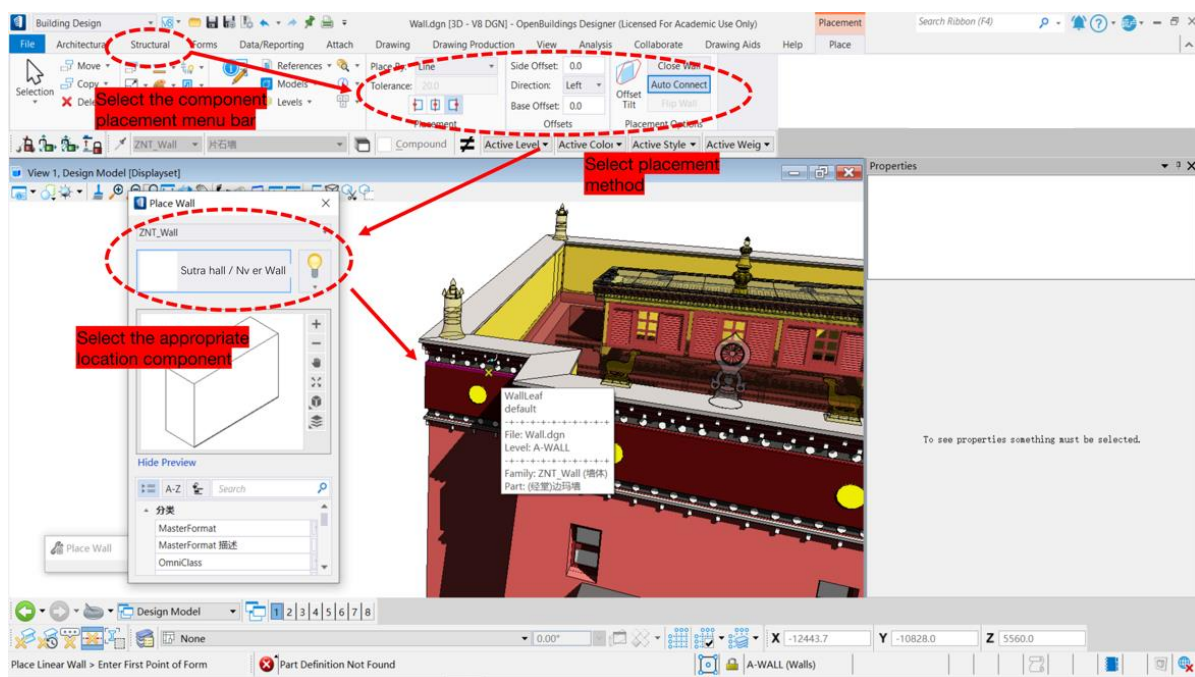 Building Design
Wall.dgn [3D - V8 DGN] - OpenBuildings Designer (Licensed For Academic Use Only)
Placement
Search Ribbon (F4)
File Architectural Structural Forms Data/Reporting Attach Drawing Drawing Production View Analysis Collaborate Drawing Aids Help Place
Selection
Move
Copy
References
Models
Levels
Place By: Line
Tolerance: 20.0
Placement
Side Offset: 0.0
Direction: Left
Base Offset: 0.0
Offsets
Offset
Tilt
Close Wall
Auto Connect
Flip Wall
Placement Options
Select the component
placement menu bar
ZNT_Wall 片石墙 Compound Active Level Active Color Active Style Active Weig
Select placement
method
View 1, Design Model [Displayset]
Properties
Place Wall
ZNT_Wall
Sutra hall / Nv er Wall
Select the appropriate
location component
Hide Preview
A-Z Search
分类
MasterFormat
MasterFormat 描述
OmniClass
Place Wall
WallLeaf
default
File: Wall.dgn
Level: A-WALL
Family: ZNT_Wall (墙体)
Part: (经堂)边玛墙
To see properties something must be selected.
Design Model 1 2 3 4 5 6 7 8
None 0.00° X -12443.7 Y -10828.0 Z 5560.0
Place Linear Wall > Enter First Point of Form Part Definition Not Found A-WALL (Walls)